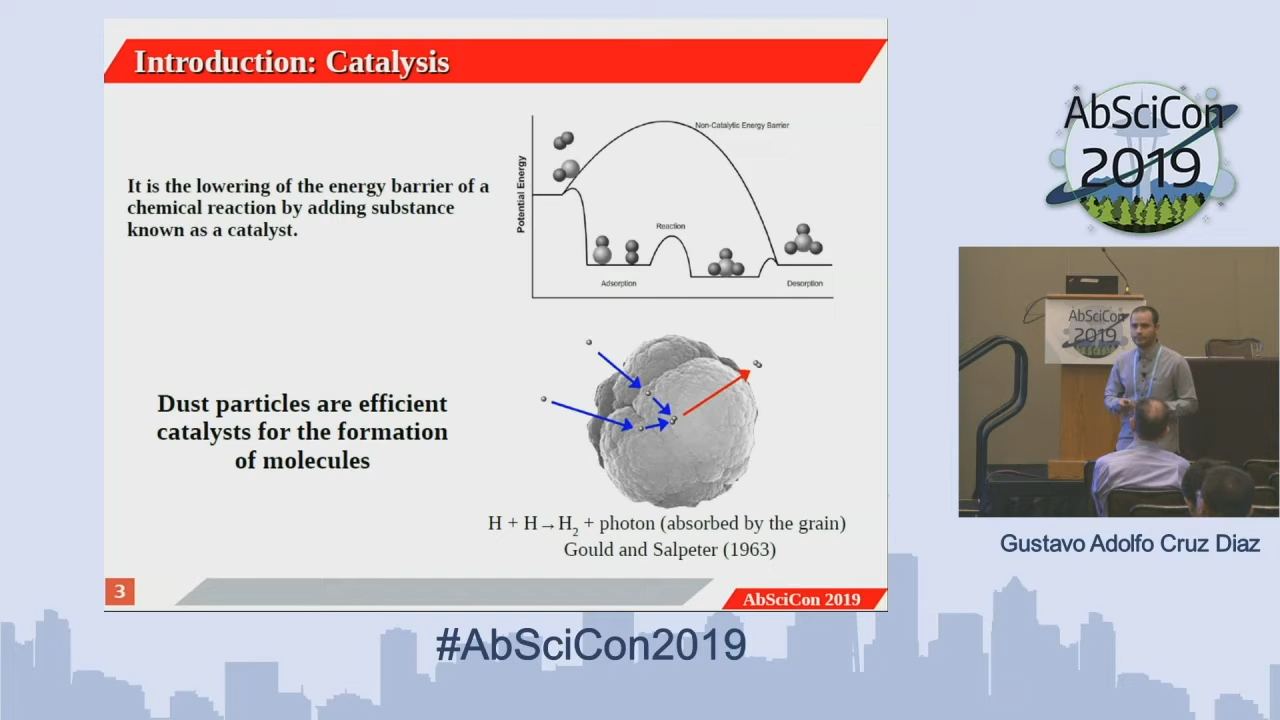 Introduction: Catalysis
It is the lowering of the energy barrier of a
chemical reaction by adding substance
known as a catalyst.
Potential Energy
Non-Catalytic Energy Barrier
Reaction
Adsorption
Desorption
Dust particles are efficient
catalysts for the formation
of molecules
H + H→H2 + photon (absorbed by the grain)
Gould and Salpeter (1963)
3
AbSciCon 2019
AbSciCon
2019
AbSciCon
2019
Gustavo Adolfo Cruz Diaz
#AbSciCon2019